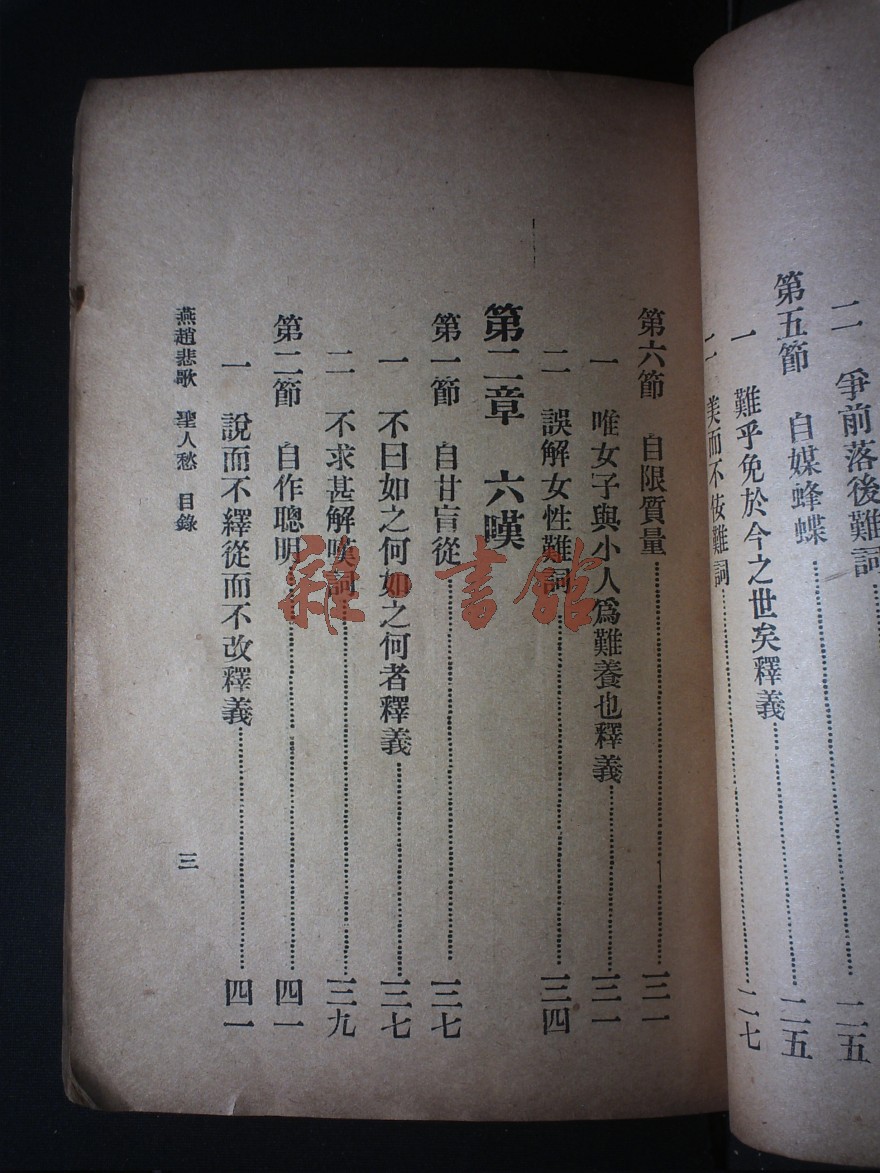 二　爭前落後難詞……二五
第五節　自媒蜂蝶……二五
一　難乎免於今之世矣釋義
二　美而不佞難詞……二七
第六節　自限質量……三一
一　唯女子與小人爲難養也釋義……三一
二　誤解女性難詞……三四
第二章　六嘆
第一節　自甘盲從……三七
一　不曰如之何如之何者釋義……三七
二　不求甚解嘆詞……三九
第二節　自作聰明……四一
一　說而不繹從而不改釋義……四一
燕趙悲歌　聖人愁　目錄　三
雜·書館